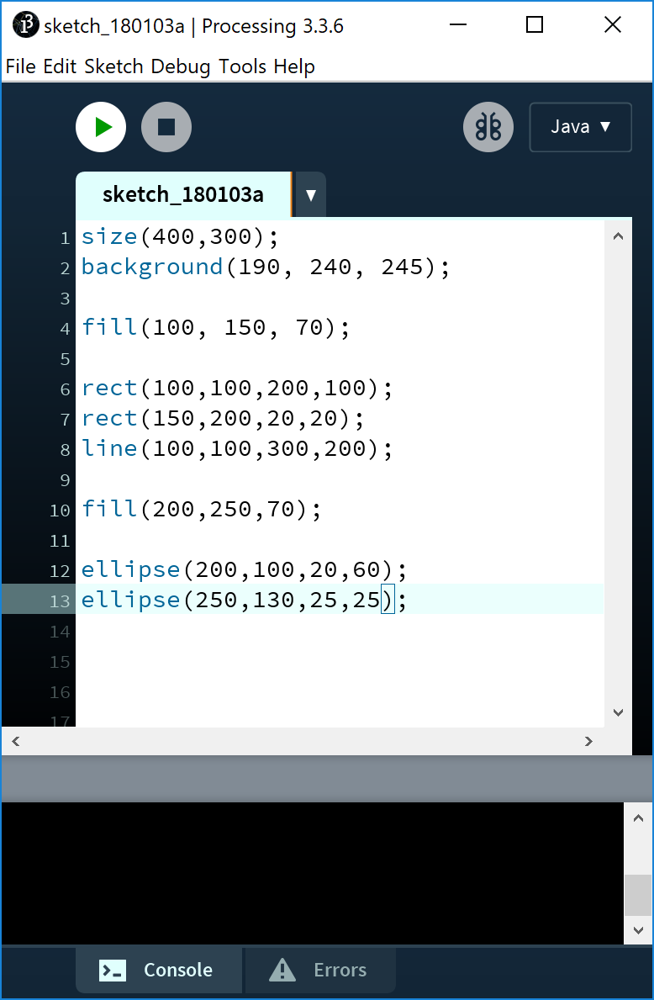 sketch_180103a | Processing 3.3.6
File Edit Sketch Debug Tools Help
Java ▼
sketch_180103a ▼
1 size(400,300);
2 background(190, 240, 245);
3
4 fill(100, 150, 70);
5
6 rect(100,100,200,100);
7 rect(150,200,20,20);
8 line(100,100,300,200);
9
10 fill(200,250,70);
11
12 ellipse(200,100,20,60);
13 ellipse(250,130,25,25);
14
15
16
17
Console Errors